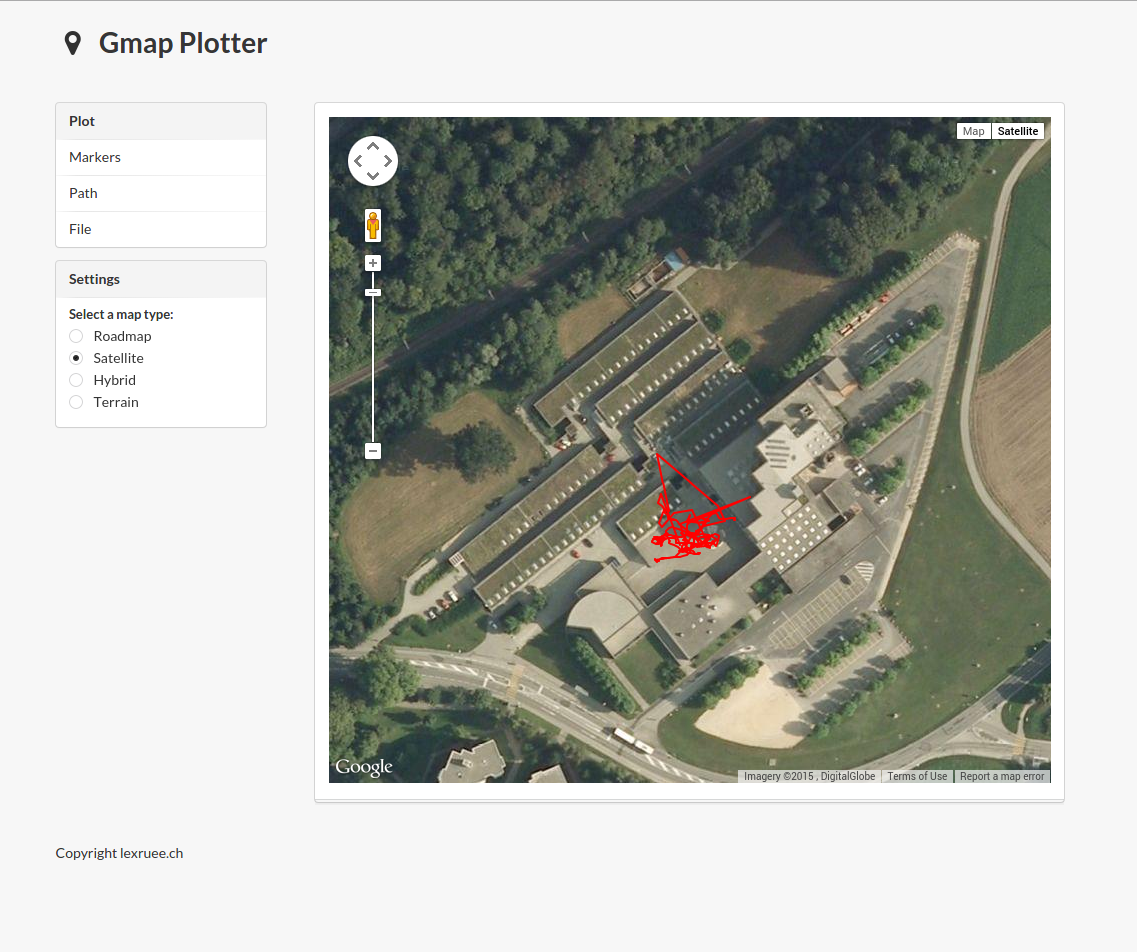 Gmap Plotter
Plot
Markers
Path
File
Settings
Select a map type:
Roadmap
Satellite
Hybrid
Terrain
Map Satellite
Google
Imagery ©2015 , DigitalGlobe Terms of Use Report a map error
Copyright lexruee.ch